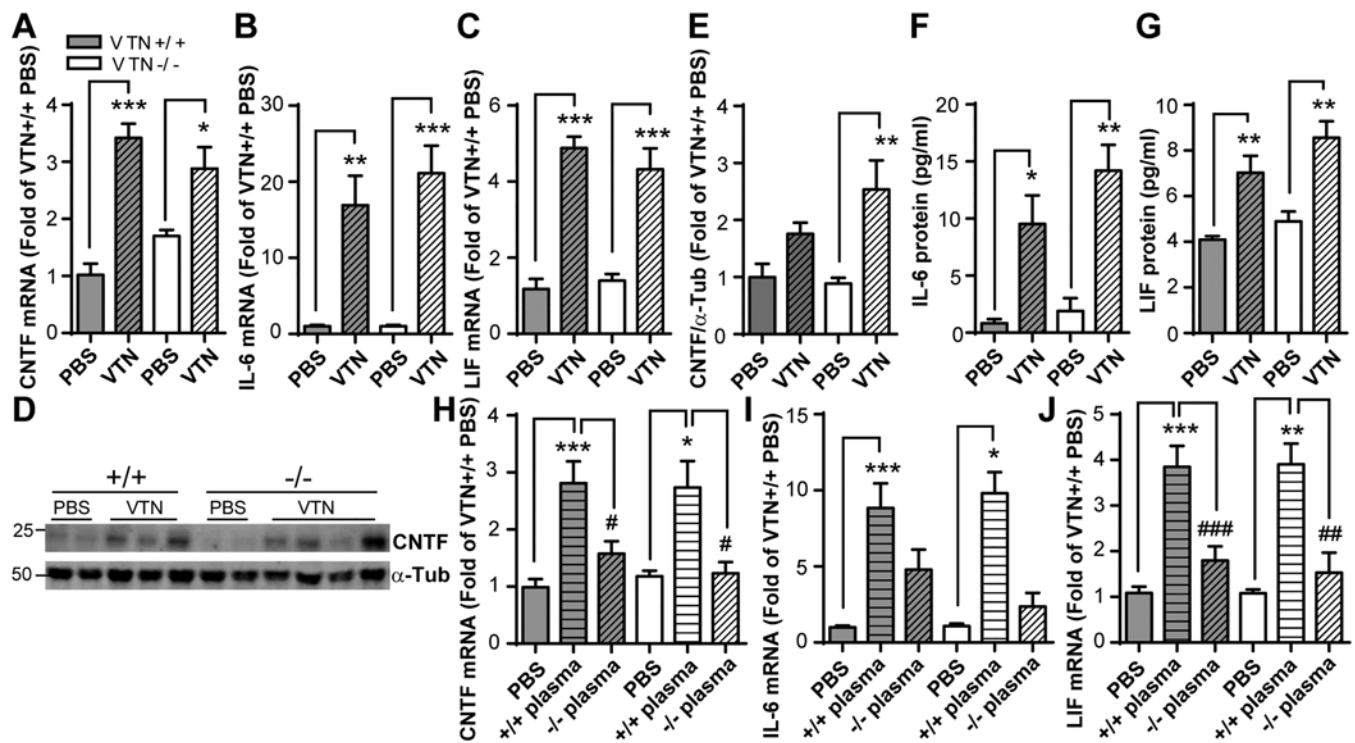 A
V TN +/ +
V TN -/ -
CNTF mRNA (Fold of VTN+/+ PBS)
4
3
2
1
0
PBS
VTN
PBS
VTN
B
IL-6 mRNA (Fold of VTN+/+ PBS)
30
20
10
0
**
***
PBS
VTN
PBS
VTN
***
*
C
LIF mRNA (Fold of VTN+/+ PBS)
6
4
2
0
***
***
PBS
VTN
PBS
VTN
E
CNTF/α-Tub (Fold of VTN+/+ PBS)
4
3
2
1
0
**
PBS
VTN
PBS
VTN
F
IL-6 protein (pg/ml)
20
15
10
5
0
*
**
PBS
VTN
PBS
VTN
G
LIF protein (pg/ml)
10
8
6
4
2
0
**
**
PBS
VTN
PBS
VTN
D
+/+
-/-
PBS
VTN
PBS
VTN
25
CNTF
50
α-Tub
H
CNTF mRNA (Fold of VTN+/+ PBS)
4
3
2
1
0
***
#
*
#
PBS
+/+ plasma
-/- plasma
PBS
+/+ plasma
-/- plasma
I
IL-6 mRNA (Fold of VTN+/+ PBS)
15
10
5
0
***
*
PBS
+/+ plasma
-/- plasma
PBS
+/+ plasma
-/- plasma
J
LIF mRNA (Fold of VTN+/+ PBS)
5
4
3
2
1
0
***
###
**
##
PBS
+/+ plasma
-/- plasma
PBS
+/+ plasma
-/- plasma